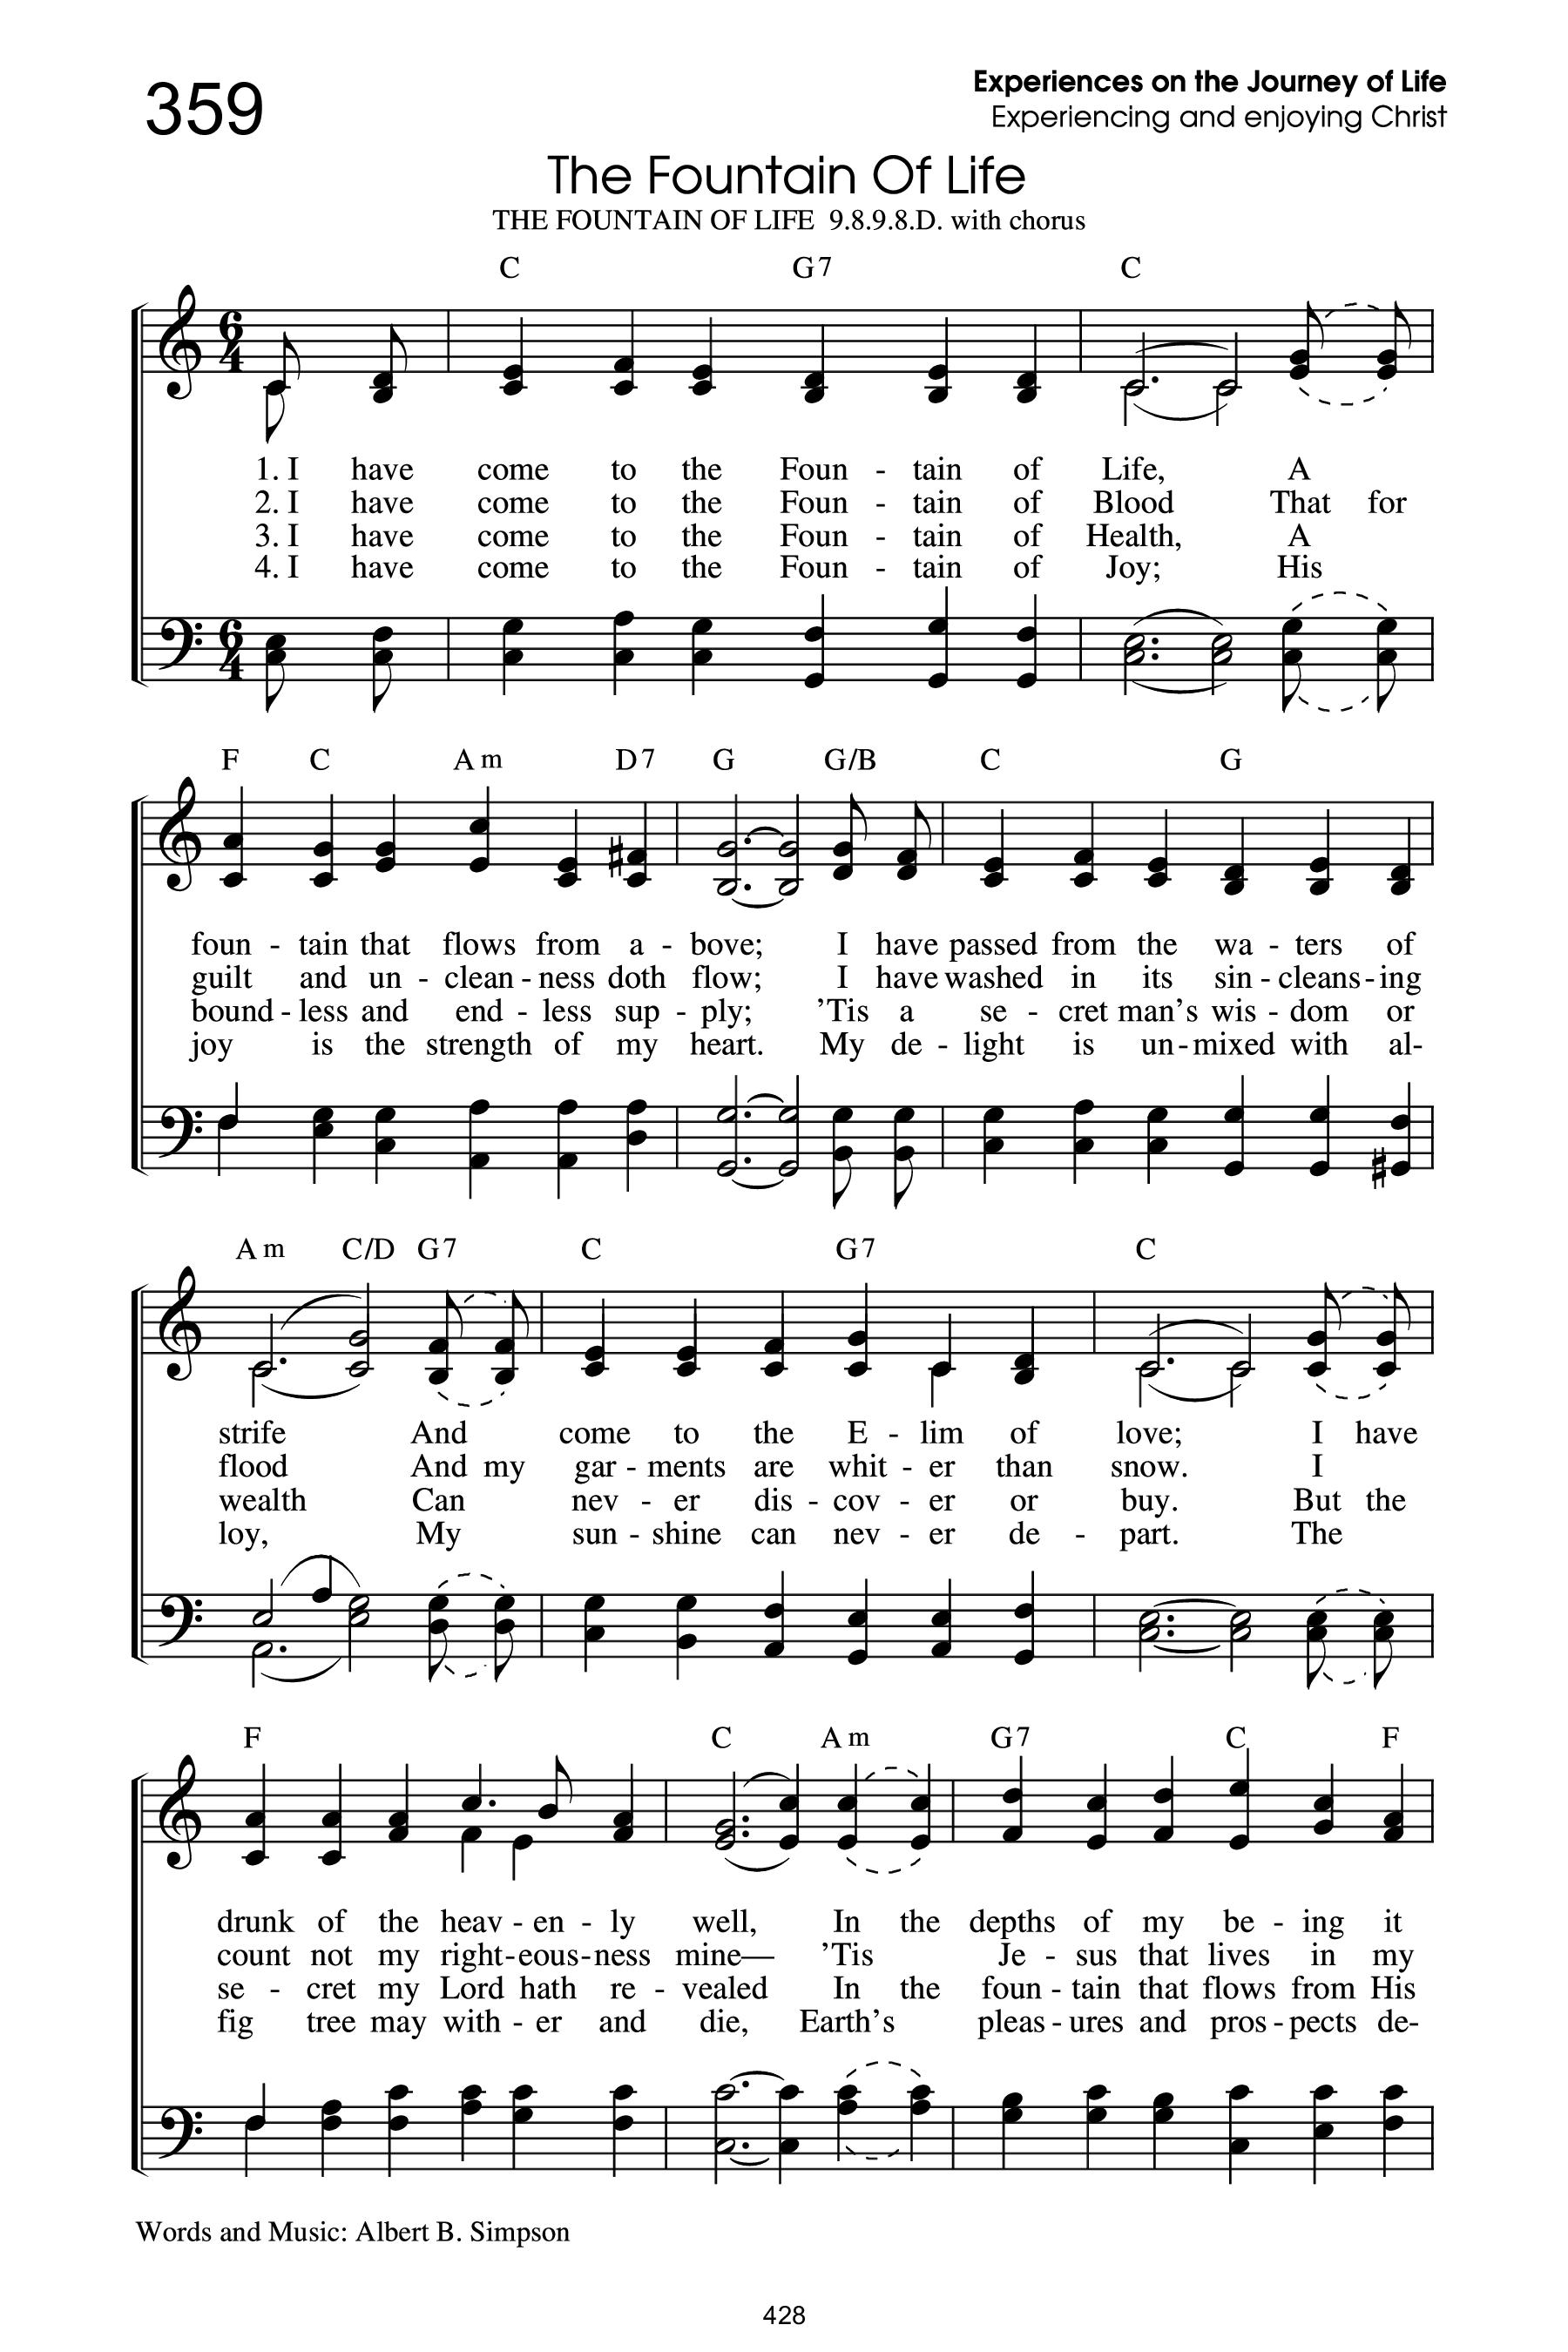 359
Experiences on the Journey of Life
Experiencing and enjoying Christ
The Fountain Of Life
THE FOUNTAIN OF LIFE 9.8.9.8.D. with chorus
C G7 C
6
4
1. I have come to the Foun - tain of Life, A
2. I have come to the Foun - tain of Blood That for
3. I have come to the Foun - tain of Health, A
4. I have come to the Foun - tain of Joy; His
6
4
F C Am D7 G G/B C G
foun - tain that flows from a - bove; I have passed from the wa - ters of
guilt and un - clean - ness doth flow; I have washed in its sin - cleans - ing
bound - less and end - less sup - ply; ’Tis a se - cret man’s wis - dom or
joy is the strength of my heart. My de - light is un - mixed with al-
Am C/D G7 C G7 C
strife And come to the E - lim of love; I have
flood And my gar - ments are whit - er than snow. I
wealth Can nev - er dis - cov - er or buy. But the
loy, My sun - shine can nev - er de - part. The
F C Am G7 C F
drunk of the heav - en - ly well, In the depths of my be - ing it
count not my right - eous - ness mine— ’Tis Je - sus that lives in my
se - cret my Lord hath re - vealed In the foun - tain that flows from His
fig tree may with - er and die, Earth’s pleas - ures and pros - pects de-
Words and Music: Albert B. Simpson
428